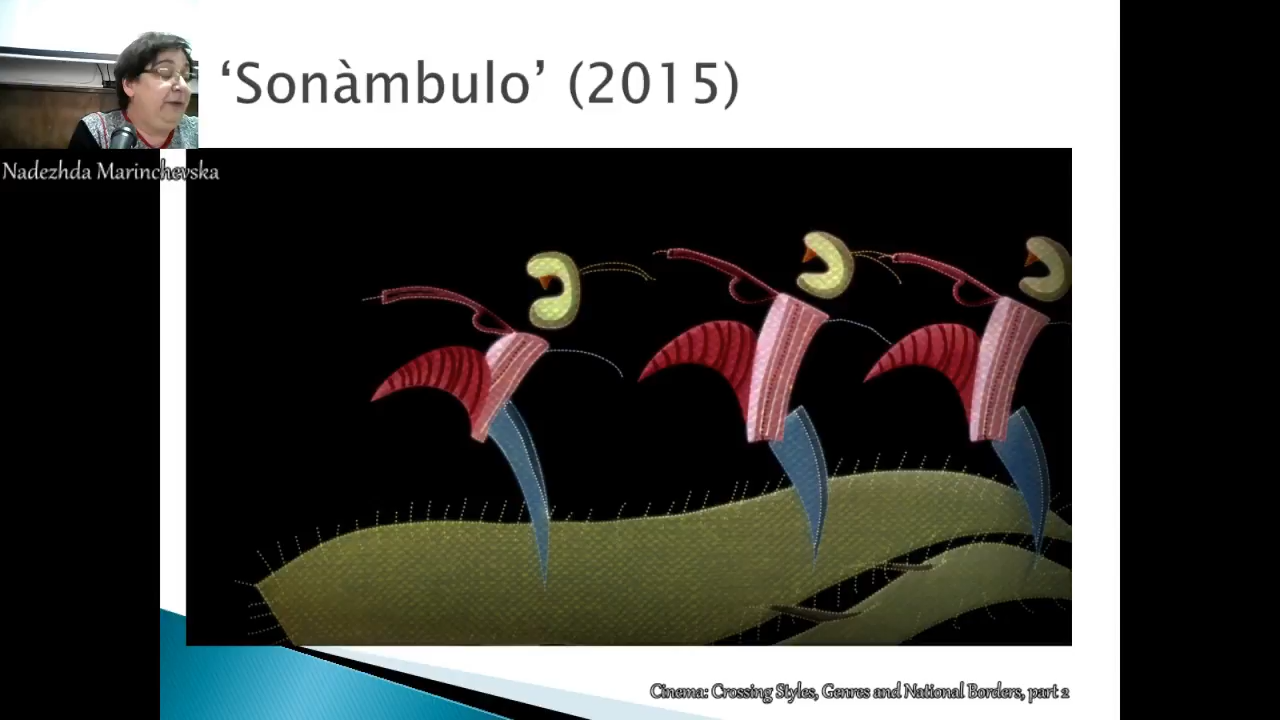 ‘Sonàmbulo’ (2015)
Nadezhda Marinchevska
Cinema: Crossing Styles, Genres and National Borders, part 2